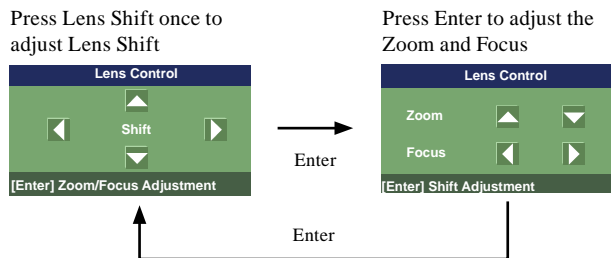 Press Lens Shift once to
adjust Lens Shift
Lens Control
Shift
[Enter] Zoom/Focus Adjustment
Enter
Press Enter to adjust the
Zoom and Focus
Lens Control
Zoom
Focus
[Enter] Shift Adjustment
Enter